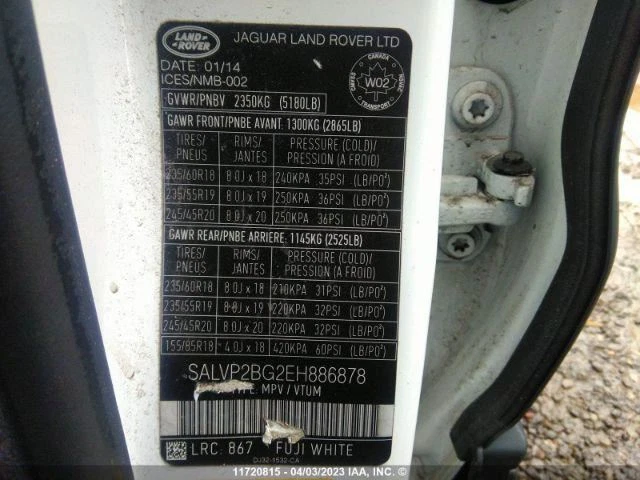 LAND ROVER
JAGUAR LAND ROVER LTD
DATE: 01/14
ICES/NMB-002
CANADA
W02
GVWR/PNBV 2350KG (5180LB)
GAWR FRONT/PNBE AVANT: 1300KG (2865LB)
TIRES/ RIMS/ PRESSURE (COLD)/
PNEUS JANTES PRESSION (A FROID)
235/60R18 8.0J x 18 240KPA 35PSI (LB/PO²)
235/55R19 8.0J x 19 250KPA 36PSI (LB/PO²)
245/45R20 8.0J x 20 250KPA 36PSI (LB/PO²)
GAWR REAR/PNBE ARRIERE: 1145KG (2525LB)
TIRES/ RIMS/ PRESSURE (COLD)/
PNEUS JANTES PRESSION (A FROID)
235/60R18 8.0J x 18 210KPA 31PSI (LB/PO²)
235/55R19 8.0J x 19 220KPA 32PSI (LB/PO²)
245/45R20 8.0J x 20 220KPA 32PSI (LB/PO²)
155/85R18 4.0J x 18 420KPA 60PSI (LB/PO²)
SALVP2BG2EH886878
MPV / VTUM
LRC: 867 FUJI WHITE
DJ32-1532-CA
11720815 - 04/03/2023 IAA, Inc.©